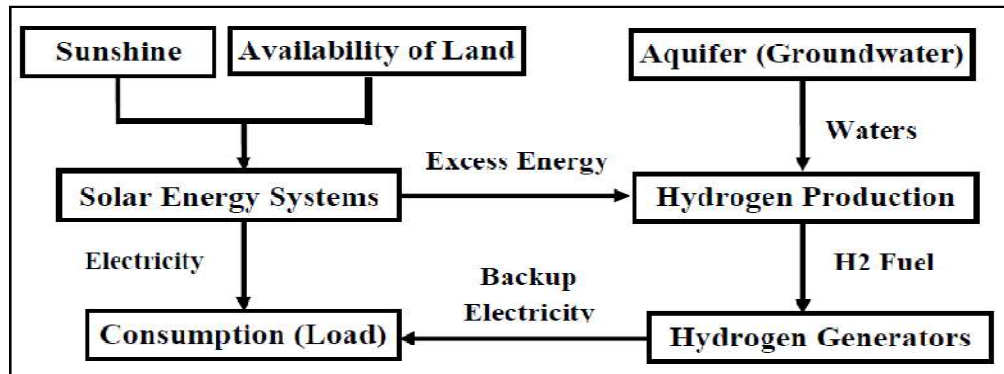 Sunshine
Availability of Land
Aquifer (Groundwater)
Waters
Excess Energy
Solar Energy Systems
Hydrogen Production
Electricity
H2 Fuel
Backup
Electricity
Consumption (Load)
Hydrogen Generators